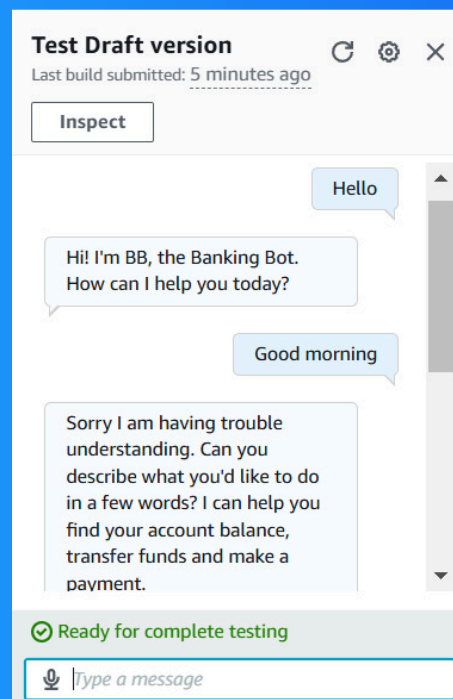 Test Draft version
Last build submitted: 5 minutes ago
Inspect
Hello
Hi! I'm BB, the Banking Bot.
How can I help you today?
Good morning
Sorry I am having trouble
understanding. Can you
describe what you'd like to do
in a few words? I can help you
find your account balance,
transfer funds and make a
payment.
Ready for complete testing
Type a message